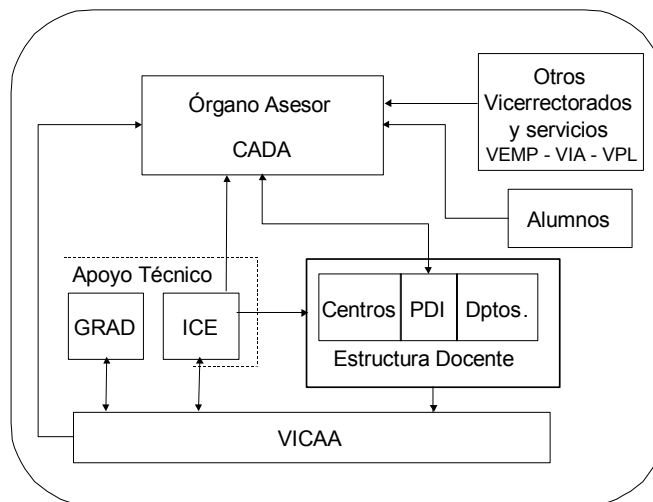 Órgano Asesor
CADA
Otros
Vicerrectorados
y servicios
VEMP - VIA - VPL
Alumnos
Apoyo Técnico
GRAD
ICE
Centros
PDI
Dptos.
Estructura Docente
VICAA